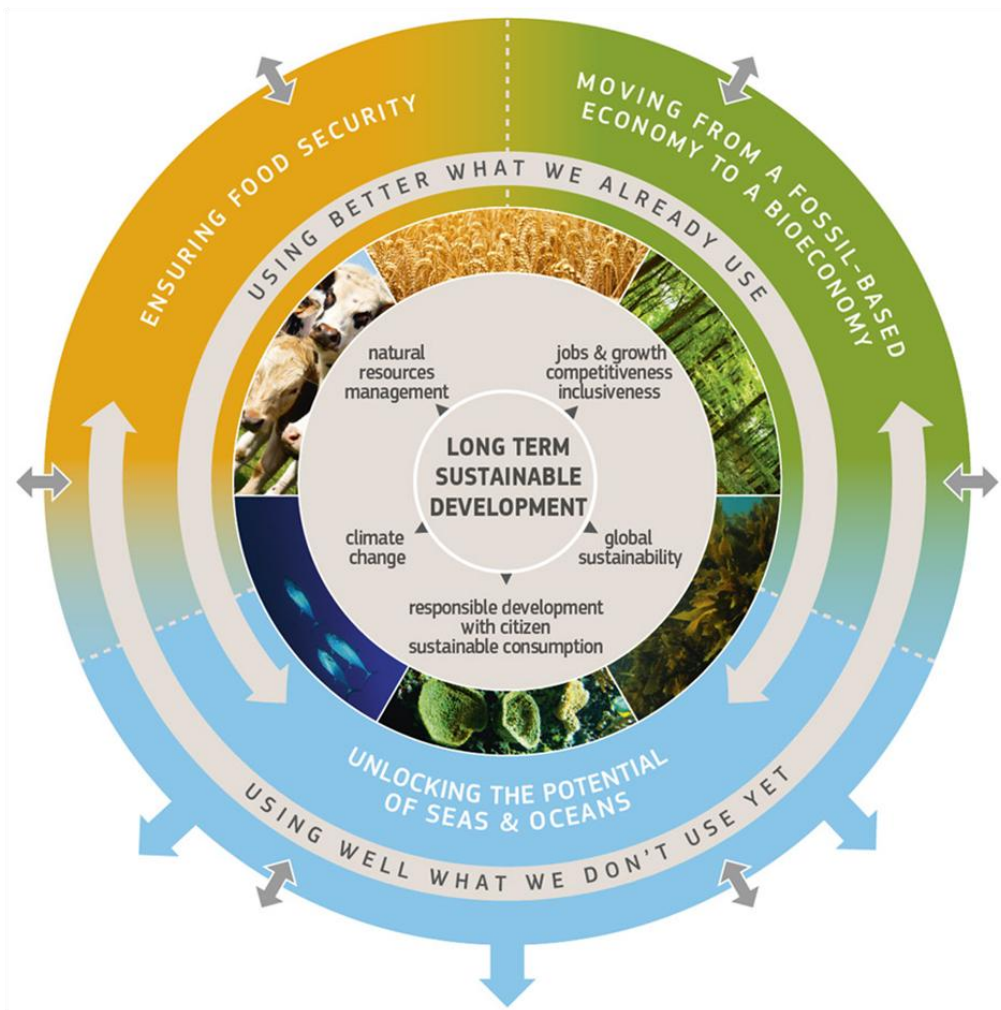 ENSURING FOOD SECURITY
MOVING FROM A FOSSIL-BASED
ECONOMY TO A BIOECONOMY
USING BETTER WHAT WE ALREADY USE
natural
resources
management
jobs & growth
competitiveness
inclusiveness
LONG TERM
SUSTAINABLE
DEVELOPMENT
climate
change
global
sustainability
responsible development
with citizen
sustainable consumption
UNLOCKING THE POTENTIAL
OF SEAS & OCEANS
USING WELL WHAT WE DON'T USE YET